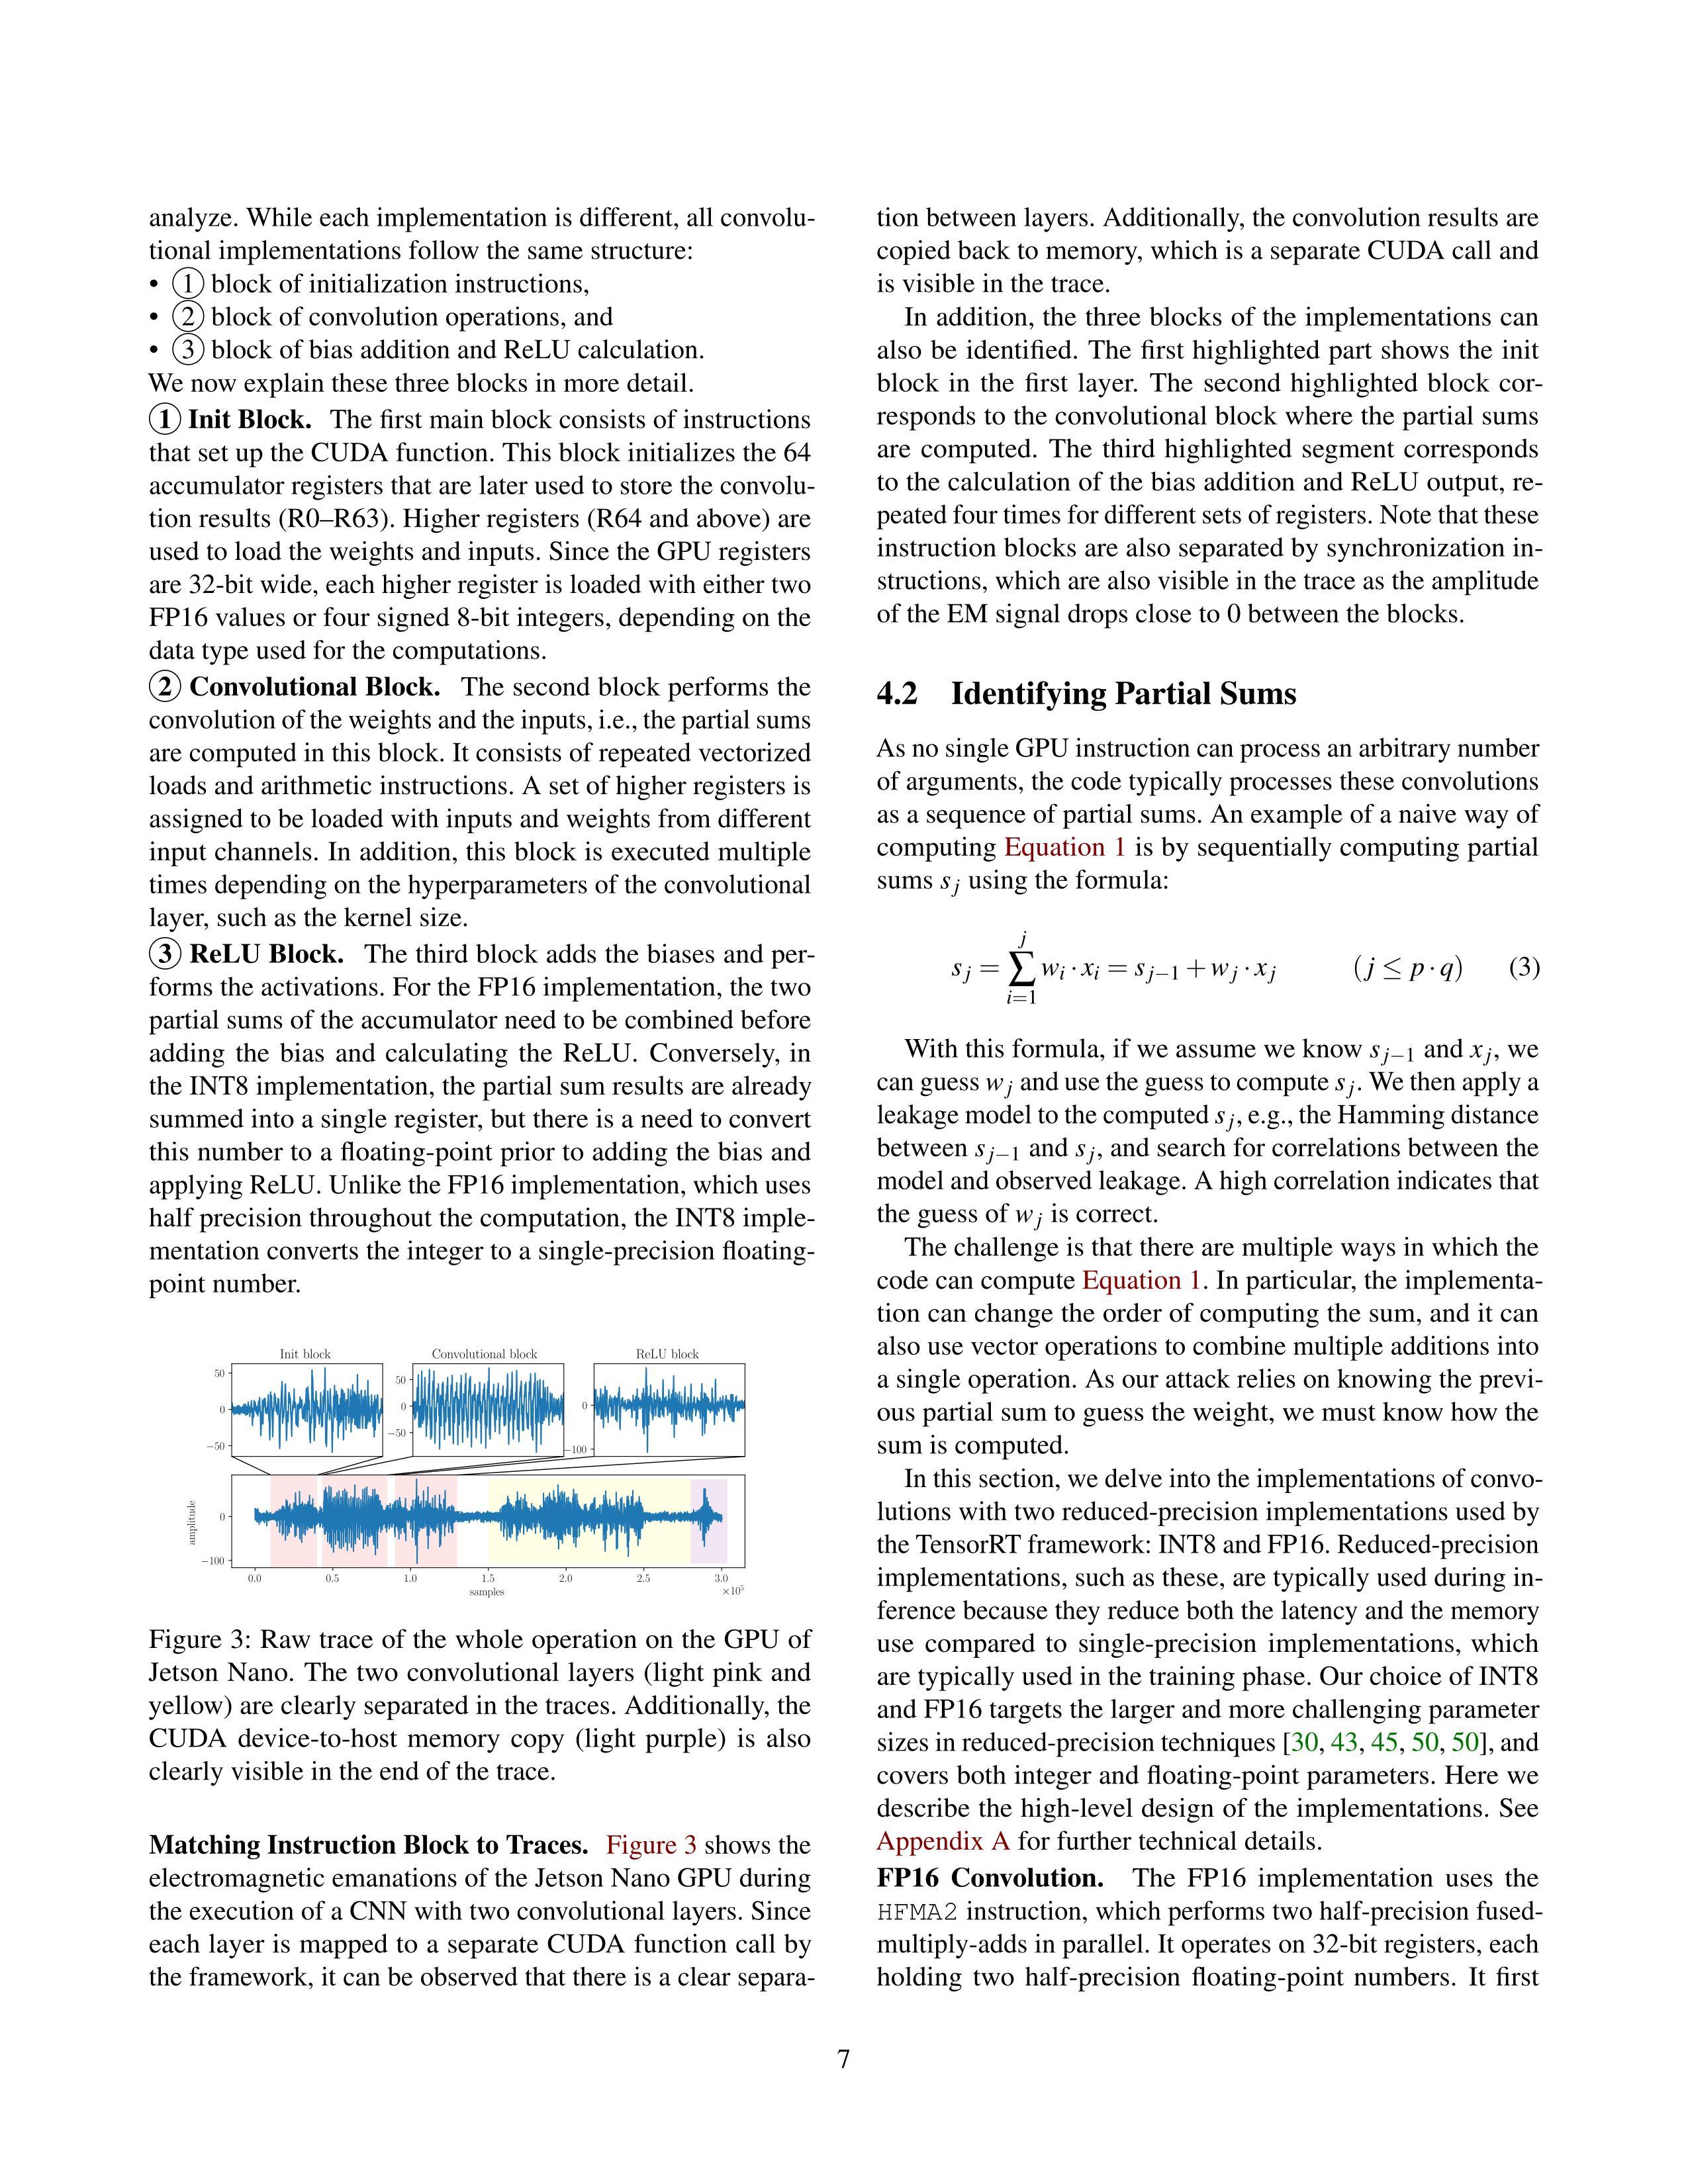 analyze. While each implementation is different, all convolu-
tional implementations follow the same structure:
• ① block of initialization instructions,
• ② block of convolution operations, and
• ③ block of bias addition and ReLU calculation.
We now explain these three blocks in more detail.
① Init Block. The first main block consists of instructions
that set up the CUDA function. This block initializes the 64
accumulator registers that are later used to store the convolu-
tion results (R0–R63). Higher registers (R64 and above) are
used to load the weights and inputs. Since the GPU registers
are 32-bit wide, each higher register is loaded with either two
FP16 values or four signed 8-bit integers, depending on the
data type used for the computations.
② Convolutional Block. The second block performs the
convolution of the weights and the inputs, i.e., the partial sums
are computed in this block. It consists of repeated vectorized
loads and arithmetic instructions. A set of higher registers is
assigned to be loaded with inputs and weights from different
input channels. In addition, this block is executed multiple
times depending on the hyperparameters of the convolutional
layer, such as the kernel size.
③ ReLU Block. The third block adds the biases and per-
forms the activations. For the FP16 implementation, the two
partial sums of the accumulator need to be combined before
adding the bias and calculating the ReLU. Conversely, in
the INT8 implementation, the partial sum results are already
summed into a single register, but there is a need to convert
this number to a floating-point prior to adding the bias and
applying ReLU. Unlike the FP16 implementation, which uses
half precision throughout the computation, the INT8 imple-
mentation converts the integer to a single-precision floating-
point number.
Init block Convolutional block ReLU block
50 0 −50
50 0 −50
0 −100
amplitude
0 −100
0.0 0.5 1.0 1.5 2.0 2.5 3.0
samples ×10⁵
Figure 3: Raw trace of the whole operation on the GPU of
Jetson Nano. The two convolutional layers (light pink and
yellow) are clearly separated in the traces. Additionally, the
CUDA device-to-host memory copy (light purple) is also
clearly visible in the end of the trace.
Matching Instruction Block to Traces. Figure 3 shows the
electromagnetic emanations of the Jetson Nano GPU during
the execution of a CNN with two convolutional layers. Since
each layer is mapped to a separate CUDA function call by
the framework, it can be observed that there is a clear separa-
tion between layers. Additionally, the convolution results are
copied back to memory, which is a separate CUDA call and
is visible in the trace.
In addition, the three blocks of the implementations can
also be identified. The first highlighted part shows the init
block in the first layer. The second highlighted block cor-
responds to the convolutional block where the partial sums
are computed. The third highlighted segment corresponds
to the calculation of the bias addition and ReLU output, re-
peated four times for different sets of registers. Note that these
instruction blocks are also separated by synchronization in-
structions, which are also visible in the trace as the amplitude
of the EM signal drops close to 0 between the blocks.
4.2 Identifying Partial Sums
As no single GPU instruction can process an arbitrary number
of arguments, the code typically processes these convolutions
as a sequence of partial sums. An example of a naive way of
computing Equation 1 is by sequentially computing partial
sums s_j using the formula:
s_j = ∑_{i=1}^{j} w_i · x_i = s_{j−1} + w_j · x_j (j ≤ p · q) (3)
With this formula, if we assume we know s_{j−1} and x_j, we
can guess w_j and use the guess to compute s_j. We then apply a
leakage model to the computed s_j, e.g., the Hamming distance
between s_{j−1} and s_j, and search for correlations between the
model and observed leakage. A high correlation indicates that
the guess of w_j is correct.
The challenge is that there are multiple ways in which the
code can compute Equation 1. In particular, the implementa-
tion can change the order of computing the sum, and it can
also use vector operations to combine multiple additions into
a single operation. As our attack relies on knowing the previ-
ous partial sum to guess the weight, we must know how the
sum is computed.
In this section, we delve into the implementations of convo-
lutions with two reduced-precision implementations used by
the TensorRT framework: INT8 and FP16. Reduced-precision
implementations, such as these, are typically used during in-
ference because they reduce both the latency and the memory
use compared to single-precision implementations, which
are typically used in the training phase. Our choice of INT8
and FP16 targets the larger and more challenging parameter
sizes in reduced-precision techniques [30, 43, 45, 50, 50], and
covers both integer and floating-point parameters. Here we
describe the high-level design of the implementations. See
Appendix A for further technical details.
FP16 Convolution. The FP16 implementation uses the
HFMA2 instruction, which performs two half-precision fused-
multiply-adds in parallel. It operates on 32-bit registers, each
holding two half-precision floating-point numbers. It first
7